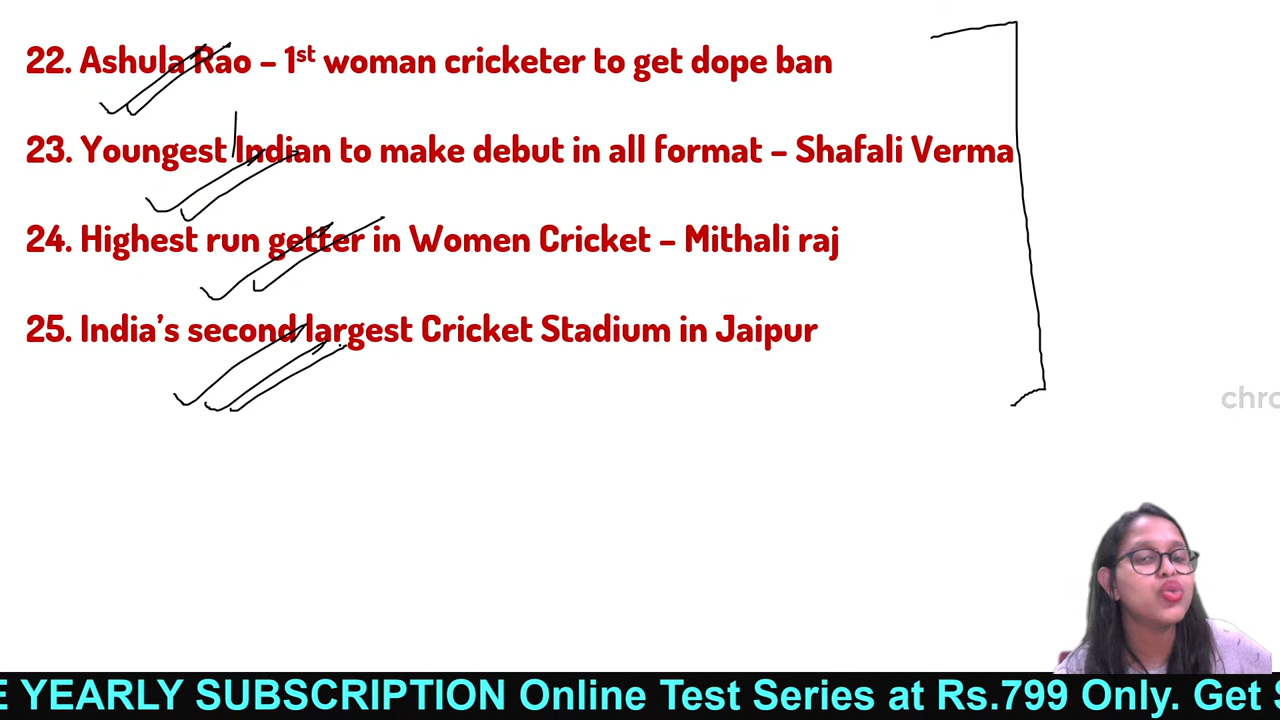 22. Ashula Rao – 1st woman cricketer to get dope ban
23. Youngest Indian to make debut in all format – Shafali Verma
24. Highest run getter in Women Cricket – Mithali raj
25. India's second largest Cricket Stadium in Jaipur
chro
E YEARLY SUBSCRIPTION Online Test Series at Rs.799 Only. Get